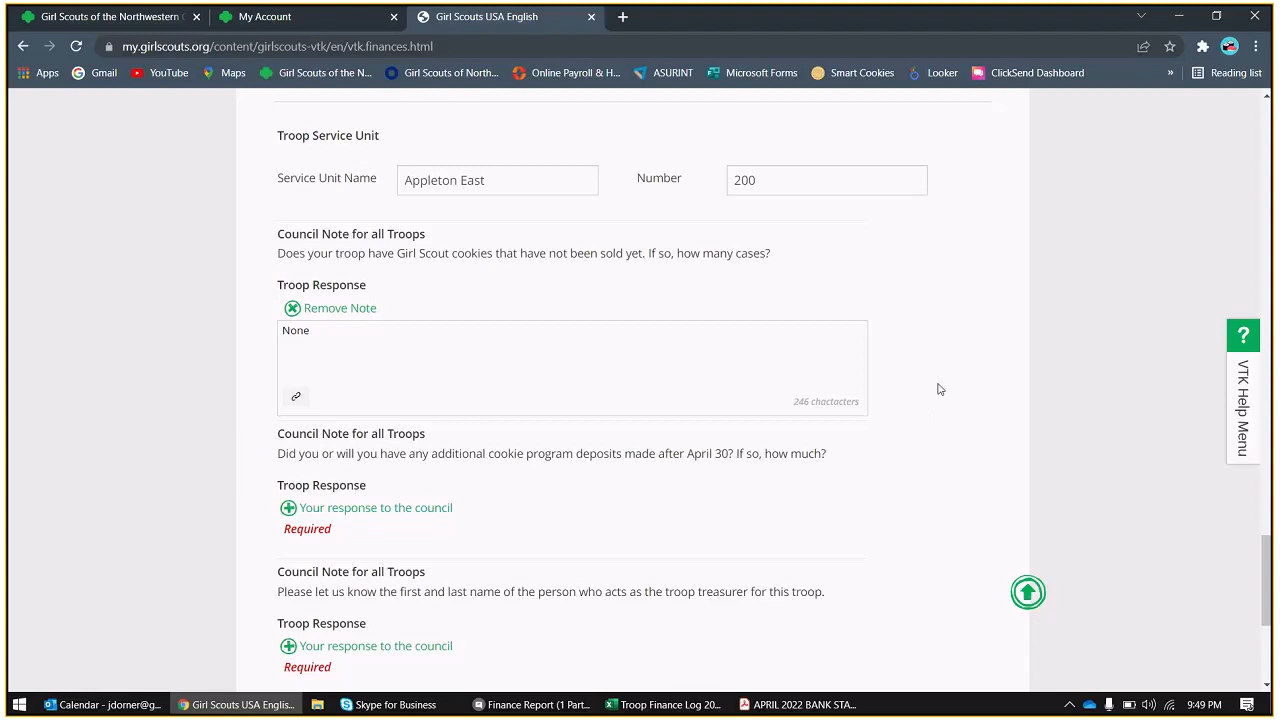 Girl Scouts of the Northwestern
My Account
Girl Scouts USA English
my.girlscouts.org/content/girlscouts-vtk/en/vtk.finances.html
Apps
Gmail
YouTube
Maps
Girl Scouts of the N...
Girl Scouts of North...
Online Payroll & H...
ASURINT
Microsoft Forms
Smart Cookies
Looker
ClickSend Dashboard
»
Reading list
Troop Service Unit
Service Unit Name Appleton East Number 200
Council Note for all Troops
Does your troop have Girl Scout cookies that have not been sold yet. If so, how many cases?
Troop Response
Remove Note
None
246 chactacters
Council Note for all Troops
Did you or will you have any additional cookie program deposits made after April 30? If so, how much?
Troop Response
Your response to the council
Required
Council Note for all Troops
Please let us know the first and last name of the person who acts as the troop treasurer for this troop.
Troop Response
Your response to the council
Required
?
VTK Help Menu
Calendar - jdorner@g...
Girl Scouts USA Englis...
Skype for Business
Finance Report (1 Part...
Troop Finance Log 20...
APRIL 2022 BANK STA...
9:49 PM